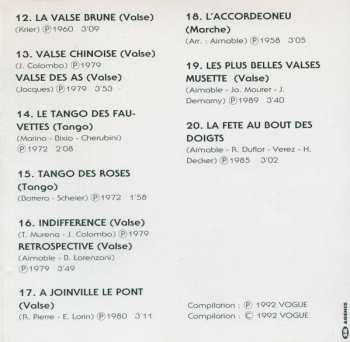 12. LA VALSE BRUNE (Valse)
(Krier) Ⓟ 1960 3'09
13. VALSE CHINOISE (Valse)
(J. Colombo) Ⓟ 1979
VALSE DES AS (Valse)
(Jacques) Ⓟ 1979 3'53
14. LE TANGO DES FAU-
VETTES (Tango)
(Marino - Bixio - Cherubini)
Ⓟ 1972 2'08
15. TANGO DES ROSES
(Tango)
(Bottero - Scheier) Ⓟ 1972 1'58
16. INDIFFERENCE (Valse)
(T. Murena - J. Colombo) Ⓟ 1979
RETROSPECTIVE (Valse)
(Aimable - D. Lorenzoni)
Ⓟ 1979 3'49
17. A JOINVILLE LE PONT
(Valse)
(R. Pierre - E. Lorin) Ⓟ 1980 3'11
18. L'ACCORDEONEU
(Marche)
(Arr. : Aimable) Ⓟ 1958 3'05
19. LES PLUS BELLES VALSES
MUSETTE (Valse)
(Aimable - Jo. Maurer - J.
Demarny) Ⓟ 1989 3'40
20. LA FETE AU BOUT DES
DOIGTS
(Aimable - R. Duflot - Verez - H.
Decker) Ⓟ 1985 3'02
Compilation : Ⓟ 1992 VOGUE
Compilation : © 1992 VOGUE